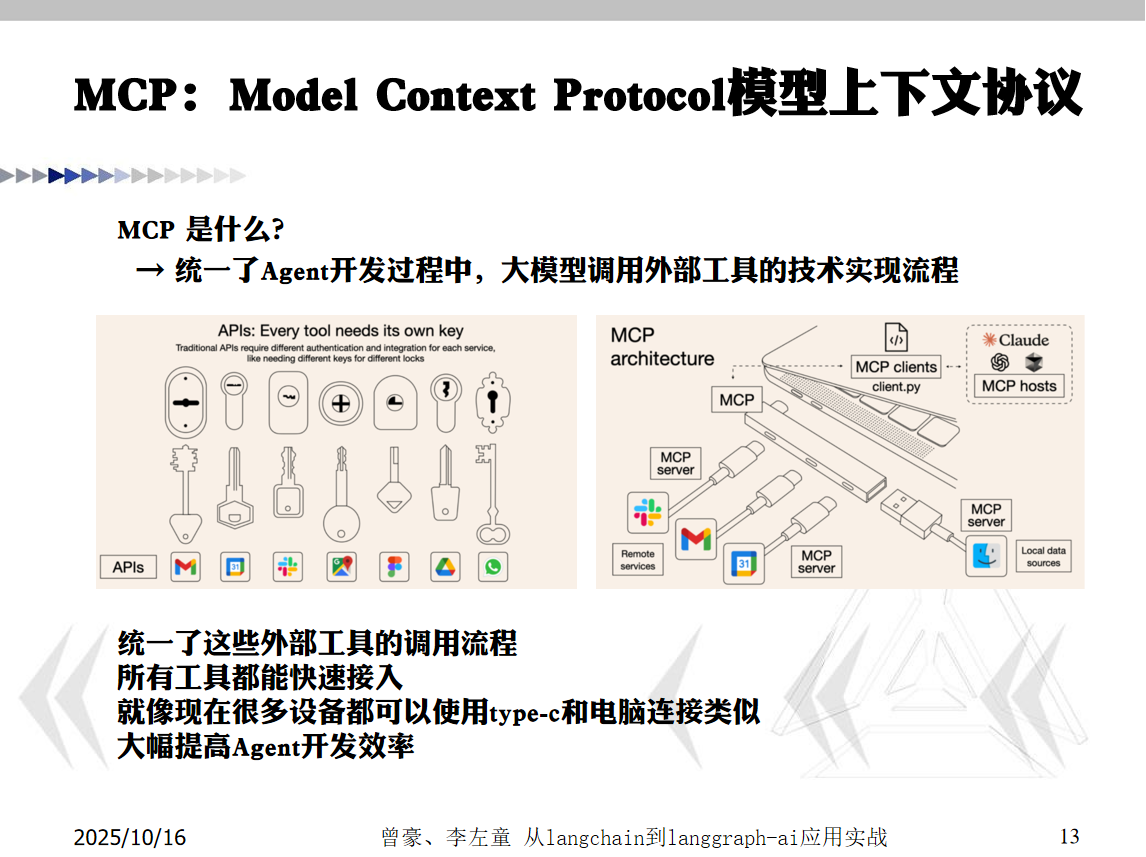 MCP：Model Context Protocol模型上下文协议
MCP 是什么？
→ 统一了Agent开发过程中，大模型调用外部工具的技术实现流程
APIs: Every tool needs its own key
Traditional APIs require different authentication and integration for each service,
like needing different keys for different locks
APIs
31
MCP
architecture
MCP clients
client.py
Claude
MCP hosts
MCP
MCP
server
Remote
services
31
MCP
server
MCP
server
Local data
sources
统一了这些外部工具的调用流程
所有工具都能快速接入
就像现在很多设备都可以使用type-c和电脑连接类似
大幅提高Agent开发效率
2025/10/16
曾豪、李左童 从langchain到langgraph-ai应用实战
13